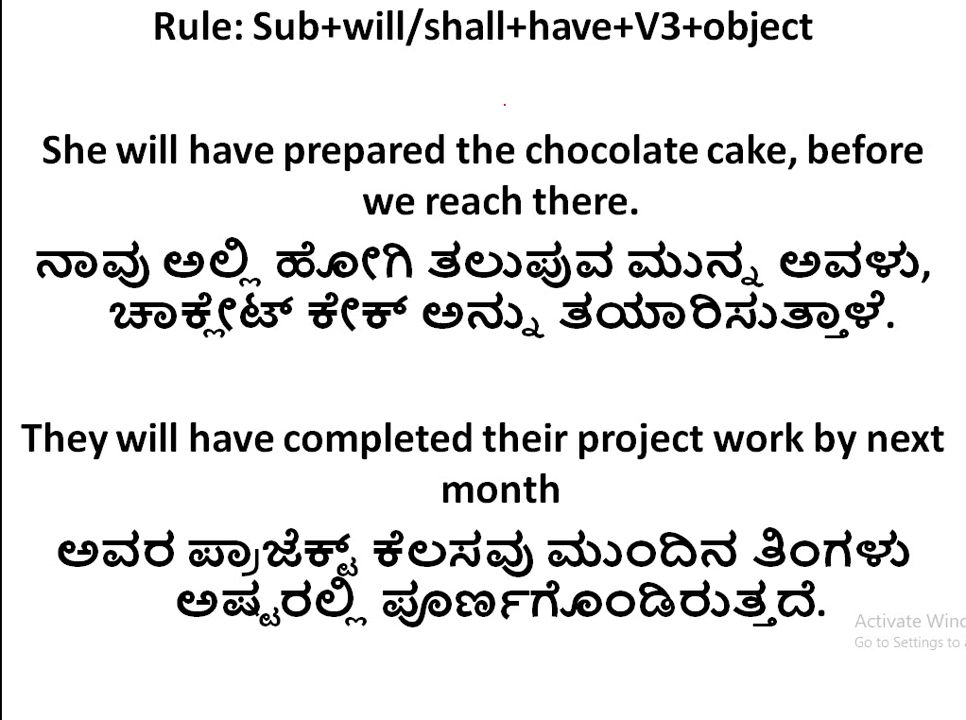 Rule: Sub+will/shall+have+V3+object
She will have prepared the chocolate cake, before
we reach there.
ನಾವು ಅಲ್ಲಿ ಹೋಗಿ ತಲುಪುವ ಮುನ್ನ ಅವಳು,
ಚಾಕ್ಲೇಟ್ ಕೇಕ್ ಅನ್ನು ತಯಾರಿಸುತ್ತಾಳೆ.
They will have completed their project work by next
month
ಅವರ ಪ್ರಾಜೆಕ್ಟ್ ಕೆಲಸವು ಮುಂದಿನ ತಿಂಗಳು
ಅಷ್ಟರಲ್ಲಿ ಪೂರ್ಣಗೊಂಡಿರುತ್ತದೆ.
Activate Winc
Go to Settings to